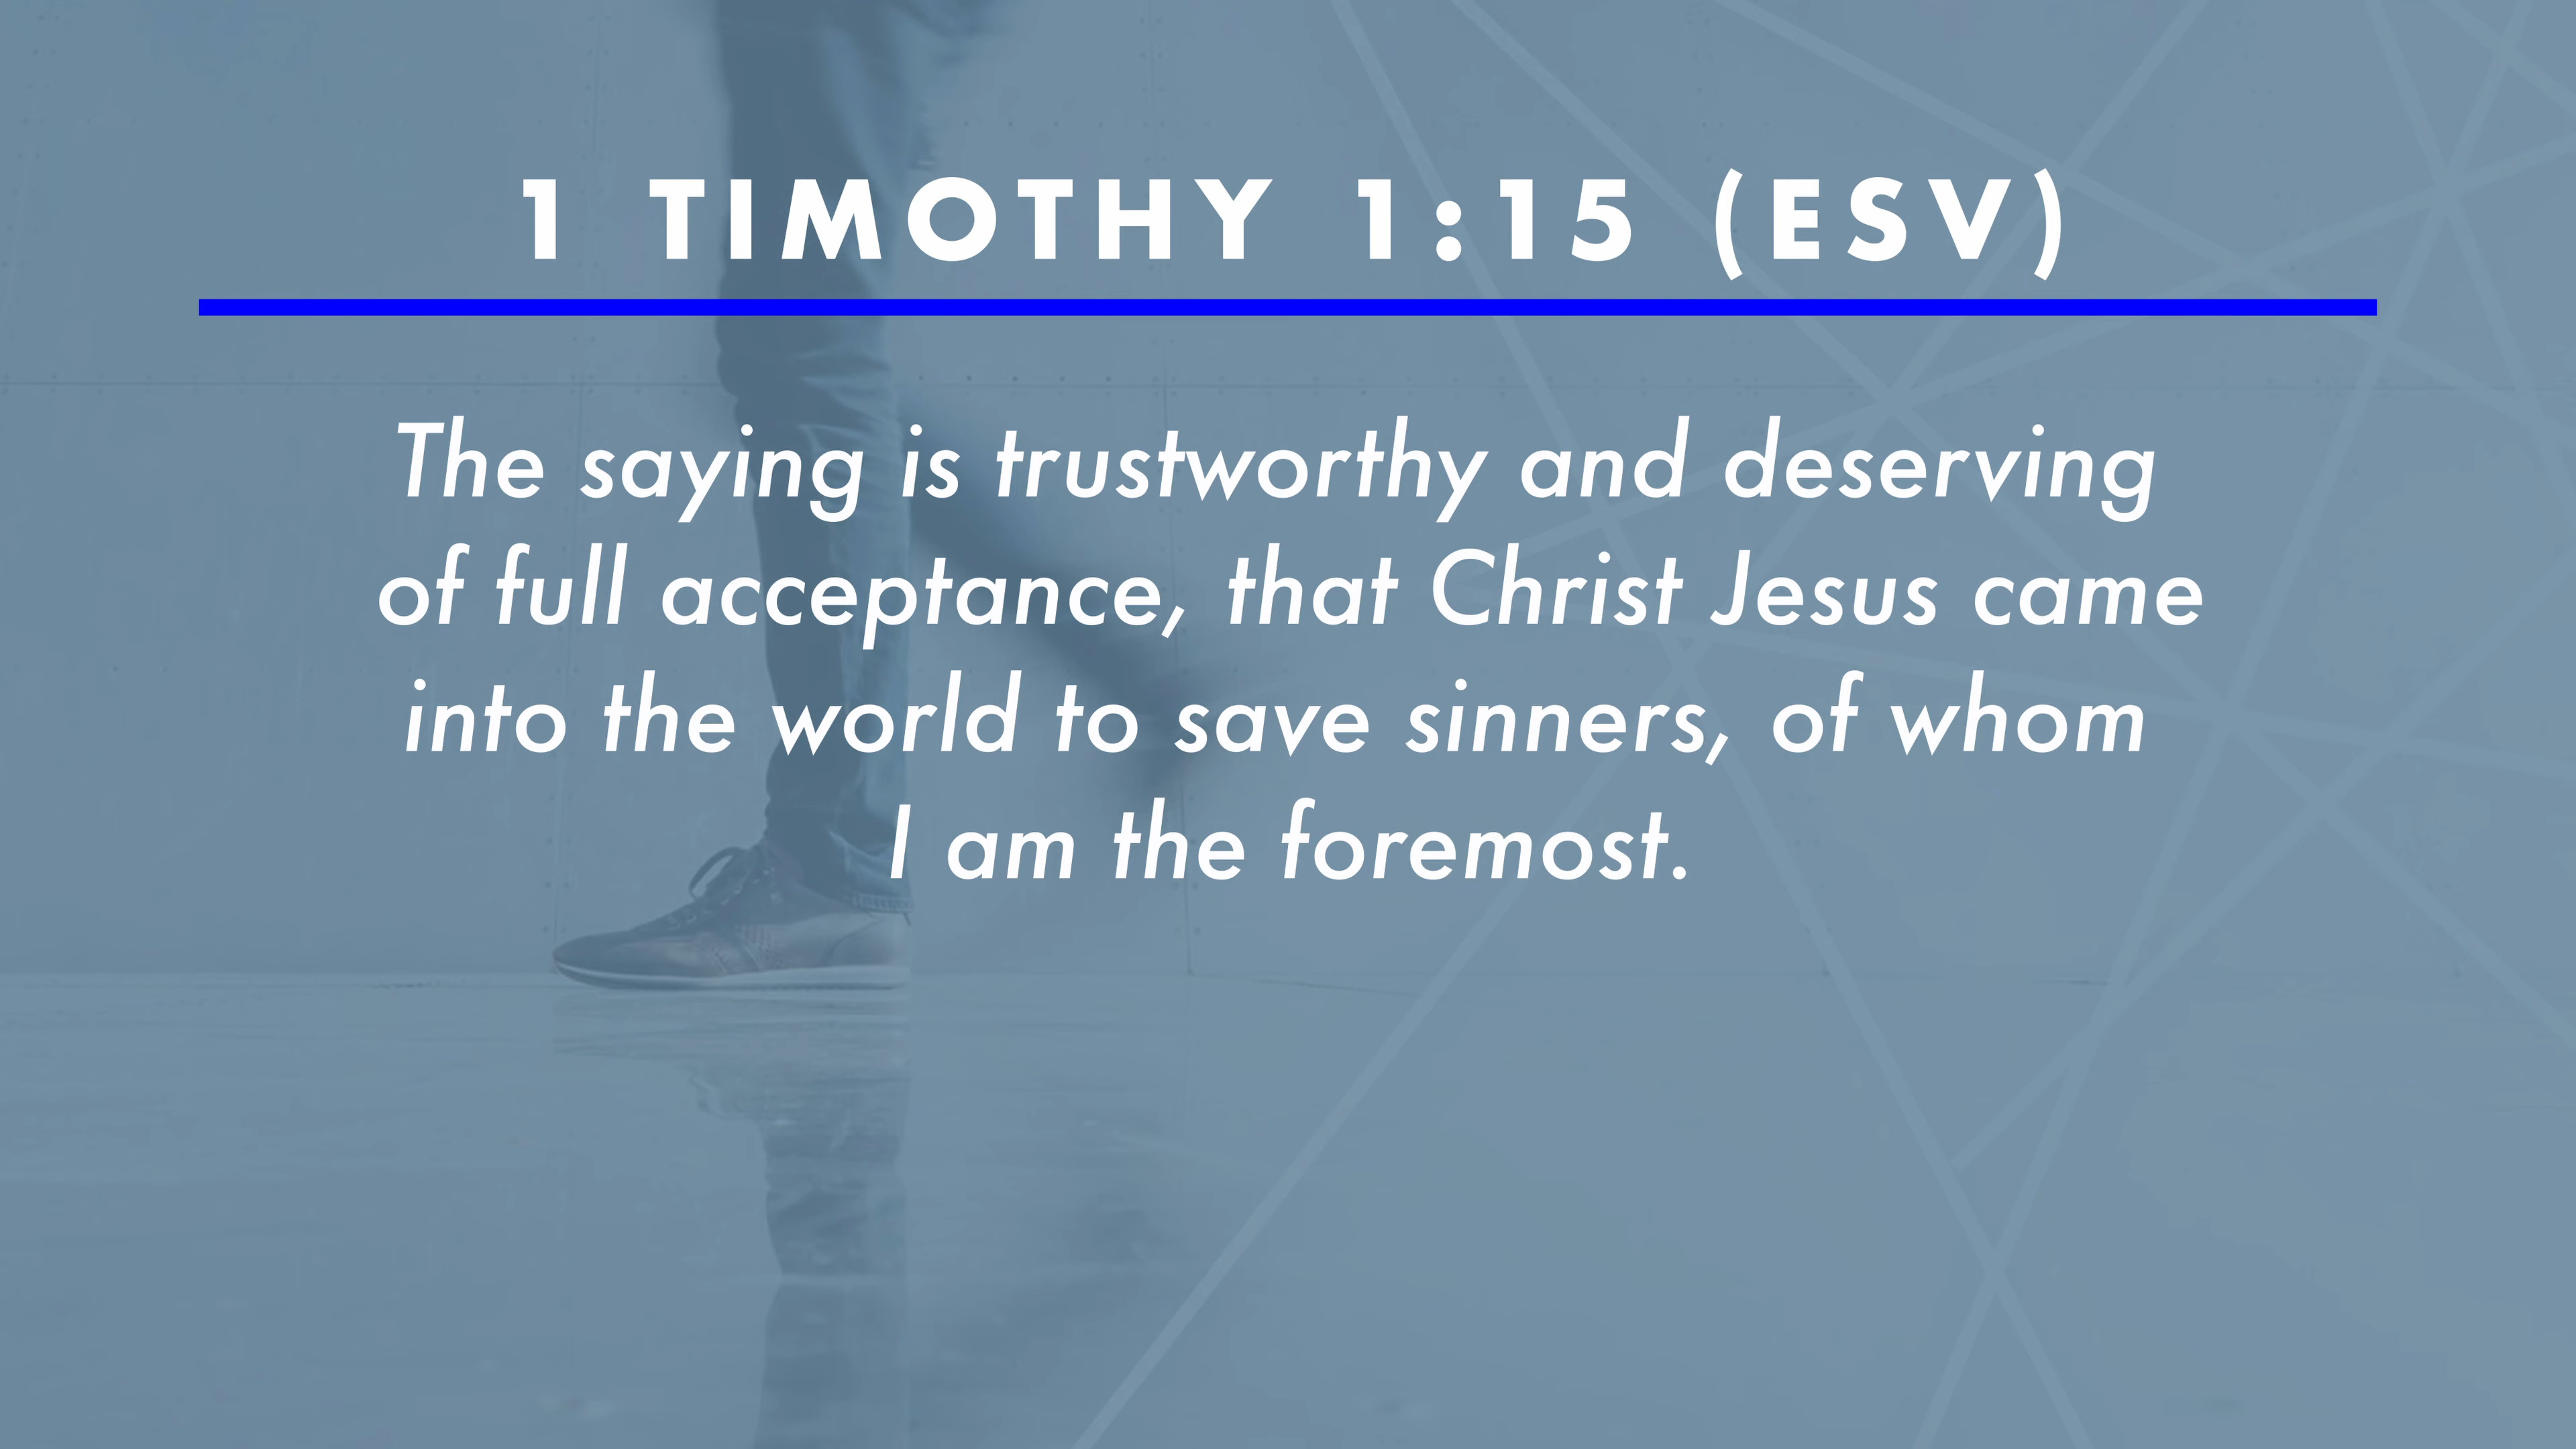 1 TIMOTHY 1:15 (ESV)
The saying is trustworthy and deserving
of full acceptance, that Christ Jesus came
into the world to save sinners, of whom
I am the foremost.